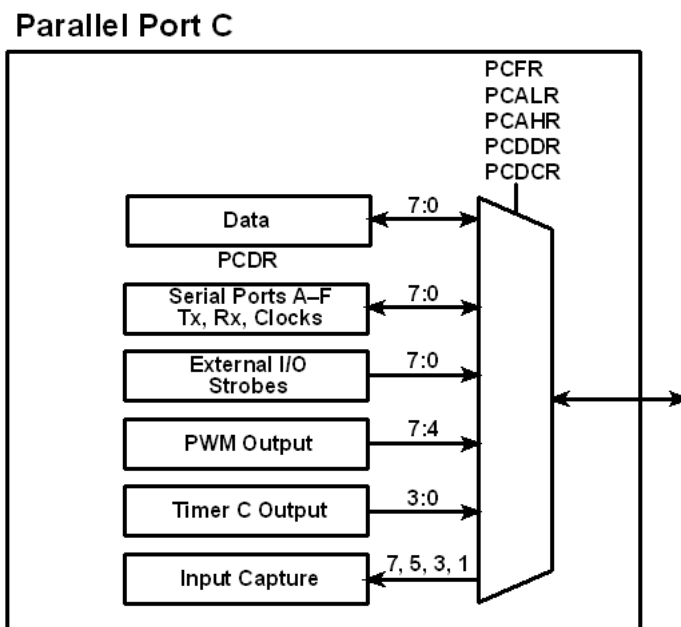 Parallel Port C
PCFR
PCALR
PCAHR
PCDDR
PCDCR
Data
7:0
PCDR
Serial Ports A–F
Tx, Rx, Clocks
7:0
External I/O
Strobes
7:0
PWM Output
7:4
Timer C Output
3:0
Input Capture
7, 5, 3, 1